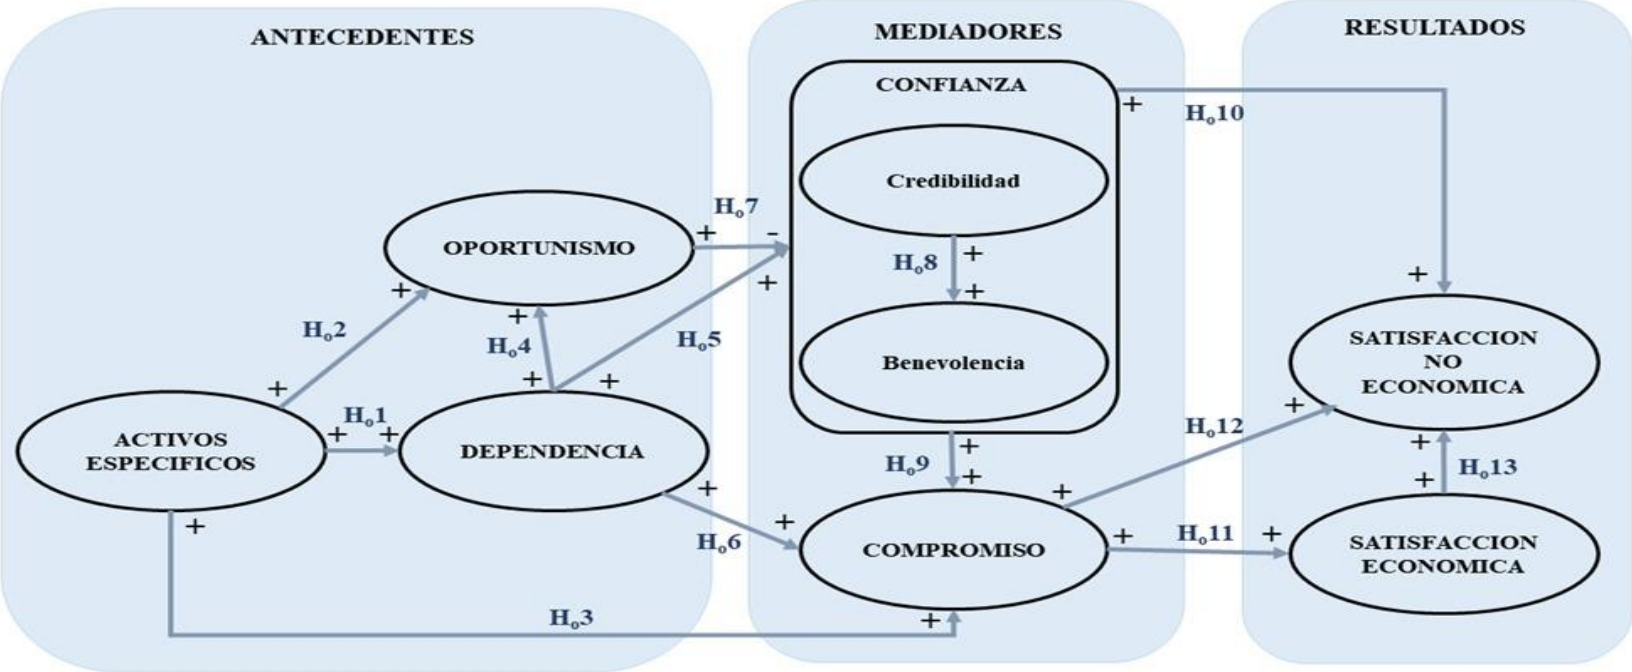 ANTECEDENTES
MEDIADORES
RESULTADOS
CONFIANZA
+
Hₒ10
Credibilidad
Hₒ7
OPORTUNISMO
+
-
+
Hₒ8
+
+
+
+
Hₒ2
+
Hₒ4
Hₒ5
Benevolencia
SATISFACCION
NO
ECONOMICA
+
+
+
Hₒ1
+
+
ACTIVOS
ESPECIFICOS
DEPENDENCIA
+
Hₒ9
+
Hₒ12
+
+
+
Hₒ13
+
+
+
Hₒ6
+
COMPROMISO
+
Hₒ11
+
SATISFACCION
ECONOMICA
+
Hₒ3
+